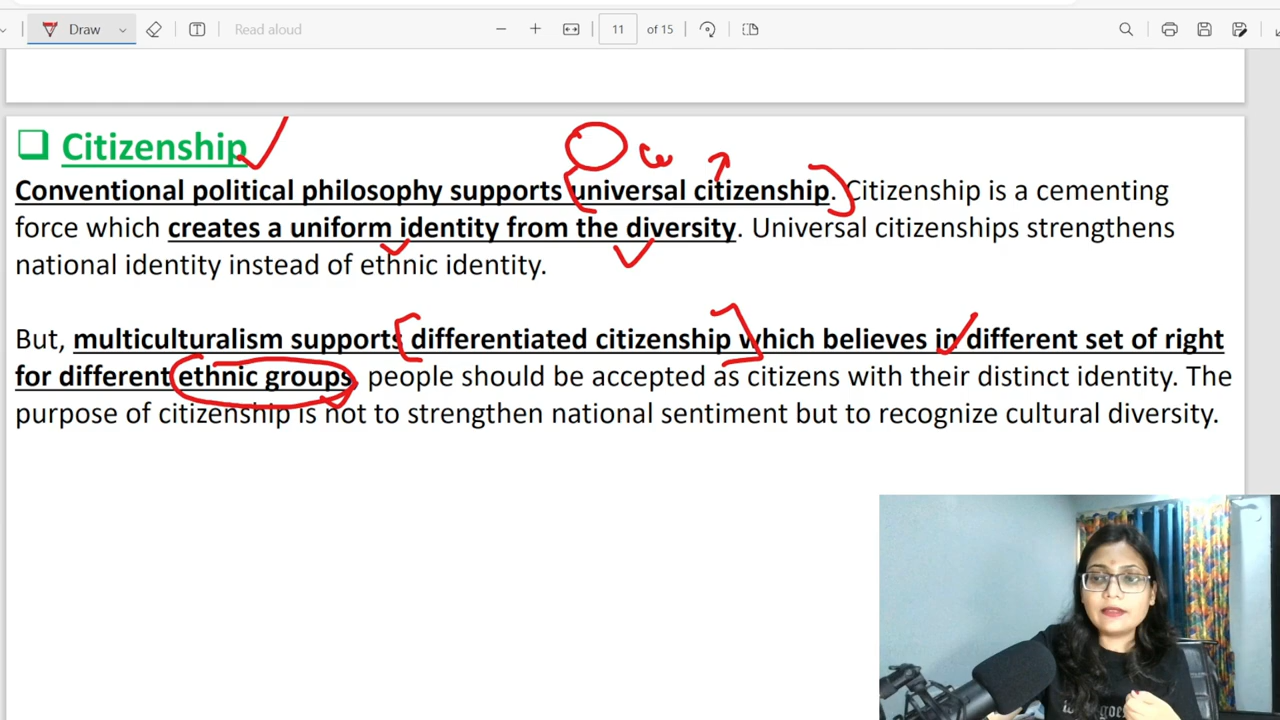 Draw
Read aloud
11 of 15
Citizenship
Conventional political philosophy supports universal citizenship. Citizenship is a cementing
force which creates a uniform identity from the diversity. Universal citizenships strengthens
national identity instead of ethnic identity.
But, multiculturalism supports differentiated citizenship which believes in different set of right
for different ethnic groups, people should be accepted as citizens with their distinct identity. The
purpose of citizenship is not to strengthen national sentiment but to recognize cultural diversity.